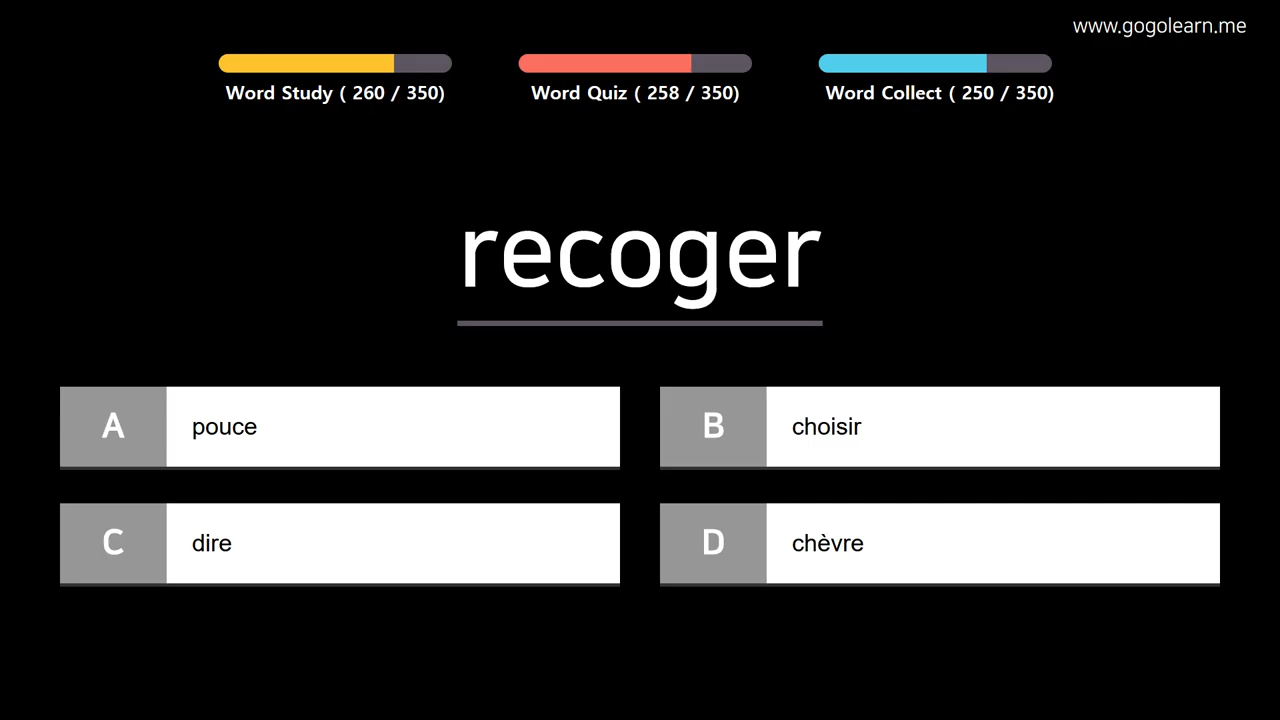 www.gogolearn.me
Word Study ( 260 / 350)
Word Quiz ( 258 / 350)
Word Collect ( 250 / 350)
recoger
A pouce
B choisir
C dire
D chèvre